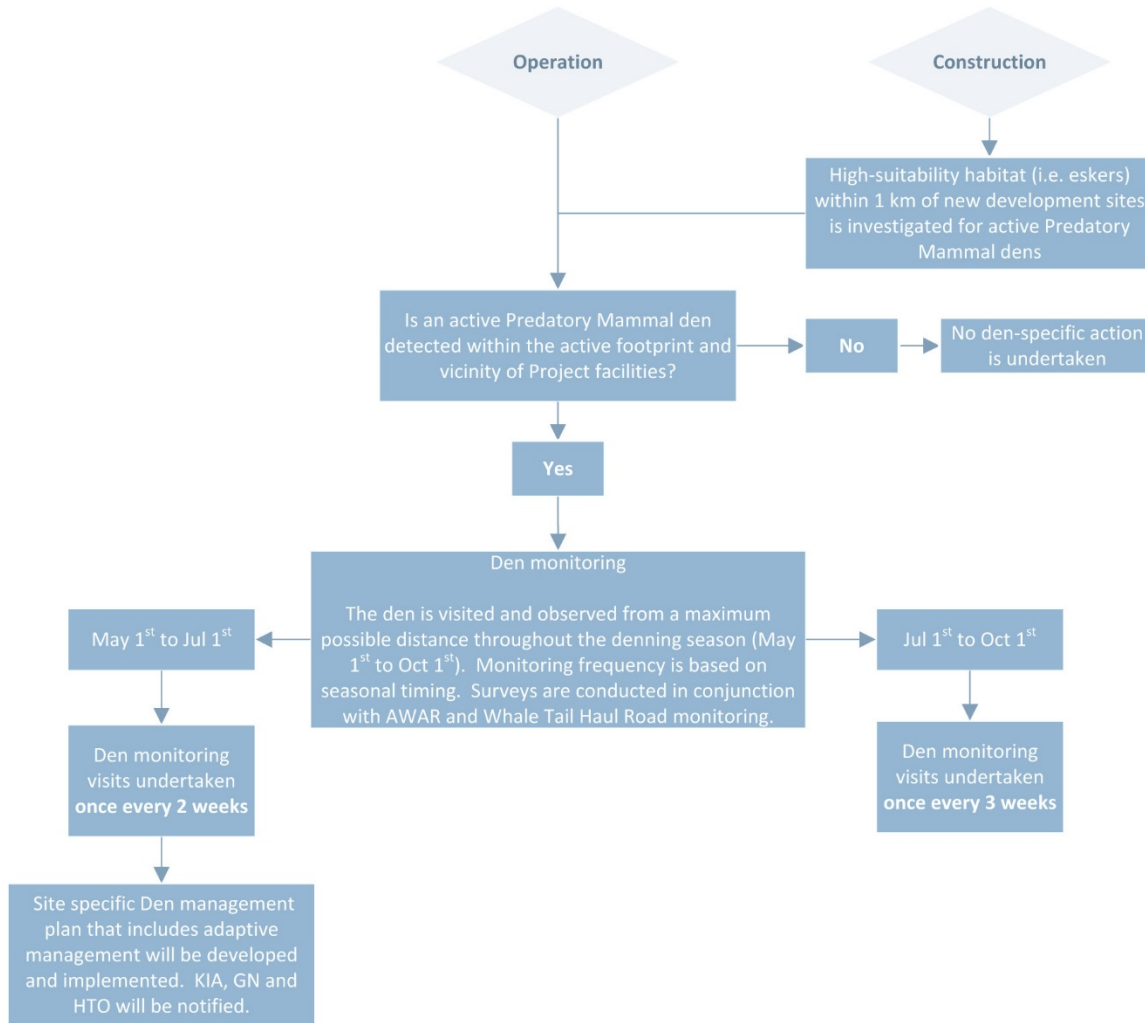 Operation
Construction
High-suitability habitat (i.e. eskers)
within 1 km of new development sites
is investigated for active Predatory
Mammal dens
Is an active Predatory Mammal den
detected within the active footprint and
vicinity of Project facilities?
No
No den-specific action
is undertaken
Yes
Den monitoring
The den is visited and observed from a maximum
possible distance throughout the denning season (May
1st to Oct 1st). Monitoring frequency is based on
seasonal timing. Surveys are conducted in conjunction
with AWAR and Whale Tail Haul Road monitoring.
May 1st to Jul 1st
Jul 1st to Oct 1st
Den monitoring
visits undertaken
once every 2 weeks
Den monitoring
visits undertaken
once every 3 weeks
Site specific Den management
plan that includes adaptive
management will be developed
and implemented. KIA, GN and
HTO will be notified.